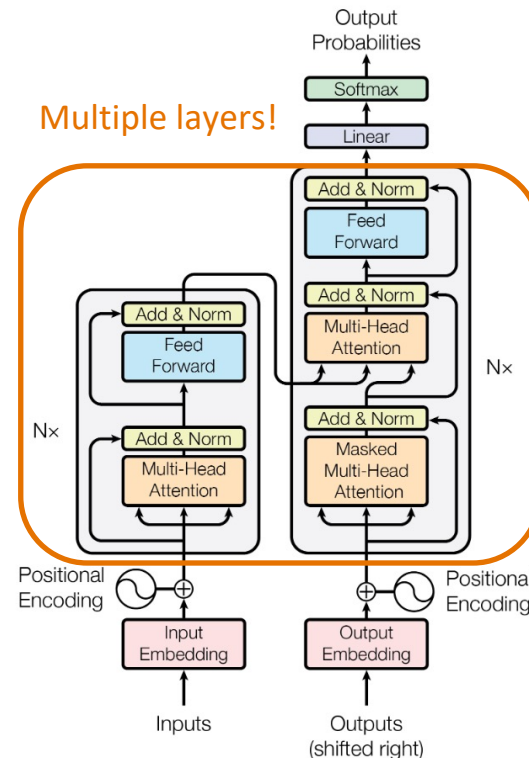 Output
Probabilities
Softmax
Multiple layers!
Linear
Add & Norm
Feed
Forward
Add & Norm
Multi-Head
Attention
Add & Norm
Masked
Multi-Head
Attention
N×
Add & Norm
Feed
Forward
Add & Norm
Multi-Head
Attention
N×
Positional
Encoding
Positional
Encoding
Input
Embedding
Output
Embedding
Inputs
Outputs
(shifted right)